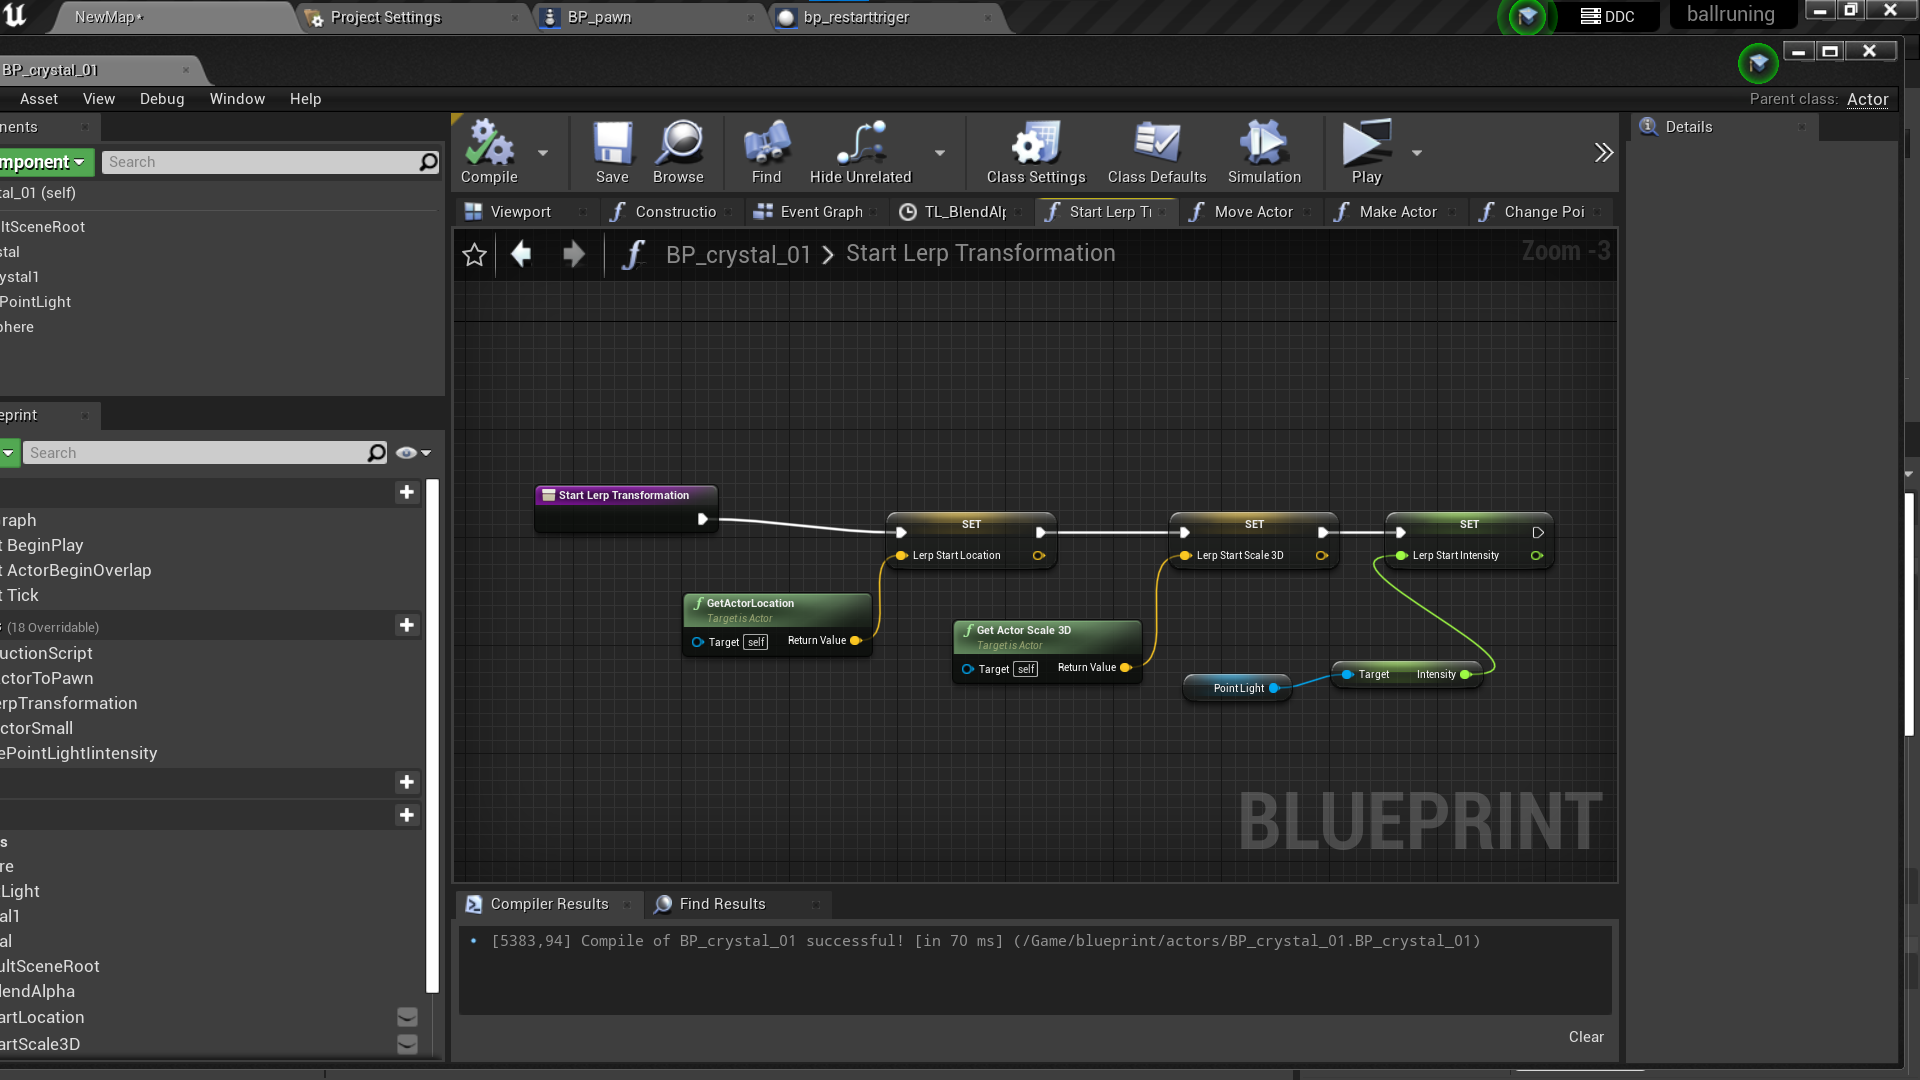 NewMap*
Project Settings
BP_pawn
bp_restarttriger
DDC
ballruning
BP_crystal_01
Asset
View
Debug
Window
Help
Parent class: Actor
nents
mponent
Search
tal_01 (self)
ltSceneRoot
stal
ystal1
PointLight
phere
eprint
Search
raph
t BeginPlay
t ActorBeginOverlap
t Tick
s (18 Overridable)
uctionScript
ctorToPawn
erpTransformation
ctorSmall
ePointLightIintensity
s
re
Light
al1
al
ultSceneRoot
lendAlpha
artLocation
artScale3D
Compile
Save
Browse
Find
Hide Unrelated
Class Settings
Class Defaults
Simulation
Play
Viewport
Constructio
Event Graph
TL_BlendAlp
Start Lerp Ti
Move Actor
Make Actor
Change Poi
BP_crystal_01 > Start Lerp Transformation
Zoom -3
Start Lerp Transformation
SET
Lerp Start Location
SET
Lerp Start Scale 3D
SET
Lerp Start Intensity
GetActorLocation
Target is Actor
Target self Return Value
Get Actor Scale 3D
Target is Actor
Target self Return Value
Point Light
Target Intensity
BLUEPRINT
Compiler Results
Find Results
[5383,94] Compile of BP_crystal_01 successful! [in 70 ms] (/Game/blueprint/actors/BP_crystal_01.BP_crystal_01)
Clear
Details